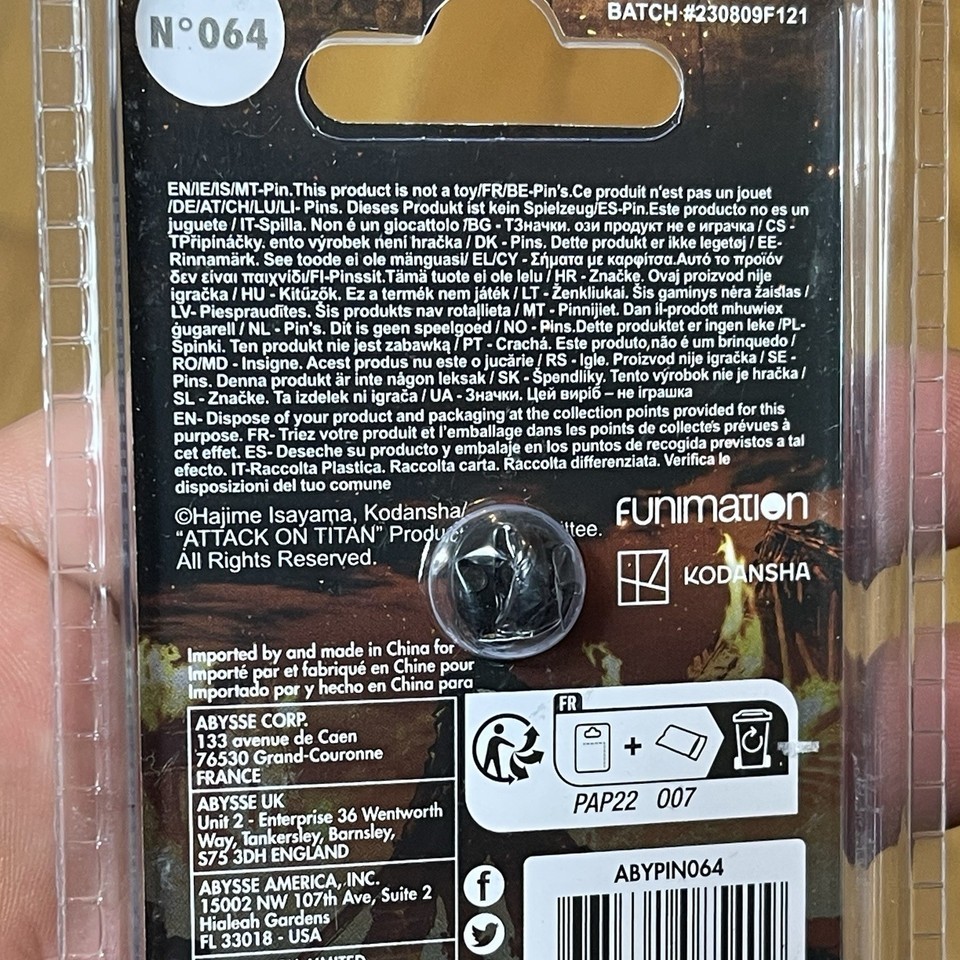 N°064
BATCH #230809F121
EN/IE/IS/MT-Pin.This product is not a toy/FR/BE-Pin's.Ce produit n'est pas un jouet
/DE/AT/CH/LU/LI- Pins. Dieses Produkt ist kein Spielzeug/ES-Pin.Este producto no es un
juguete / IT-Spilla. Non é un giocattolo /BG - ТЗначки. ози продукт не е играчка / CS -
TPřipináčky. ento výrobek není hračka / DK - Pins. Dette produkt er ikke legetøj / EE-
Rinnamärk. See toode ei ole mänguasi/ EL/CY - Σήματα με καρφίτσα.Αυτό το προϊόν
δεν είναι παιχνίδι/FI-Pinssit.Tämä tuote ei ole lelu / HR - Značke. Ovaj proizvod nije
igračka / HU - Kitűzők. Ez a termék nem játék / LT - Ženkliukai. Šis gaminys nėra žaislas /
LV- Piespraudītes. Šis produkts nav rotaļlieta / MT - Pinnijiet. Dan il-prodott mhuwiex
ġugarell / NL - Pin's. Dit is geen speelgoed / NO - Pins.Dette produktet er ingen leke /PL-
Spinki. Ten produkt nie jest zabawką / PT - Crachá. Este produto,não é um brinquedo /
RO/MD - Insigne. Acest produs nu este o jucărie / RS - Igle. Proizvod nije igračka / SE -
Pins. Denna produkt är inte någon leksak / SK - Špendlíky. Tento výrobok nie je hračka /
SL - Značke. Ta izdelek ni igrača / UA - Значки. Цей виріб – не іграшка
EN- Dispose of your product and packaging at the collection points provided for this
purpose. FR- Triez votre produit et l'emballage dans les points de collectes prévues à
cet effet. ES- Deseche su producto y embalaje en los puntos de recogida previstos a tal
efecto. IT-Raccolta Plastica. Raccolta carta. Raccolta differenziata. Verifica le
disposizioni del tuo comune
©Hajime Isayama, Kodansha/
"ATTACK ON TITAN" Produc ttee.
All Rights Reserved.
FUNIMATION
KODANSHA
Imported by and made in China for
Importé par et fabriqué en Chine pour
Importado por y hecho en China para
ABYSSE CORP.
133 avenue de Caen
76530 Grand-Couronne
FRANCE
ABYSSE UK
Unit 2 - Enterprise 36 Wentworth
Way, Tankersley, Barnsley,
S75 3DH ENGLAND
ABYSSE AMERICA, INC.
15002 NW 107th Ave, Suite 2
Hialeah Gardens
FL 33018 - USA
LIMITED
FR
+
PAP22 007
f
ABYPIN064